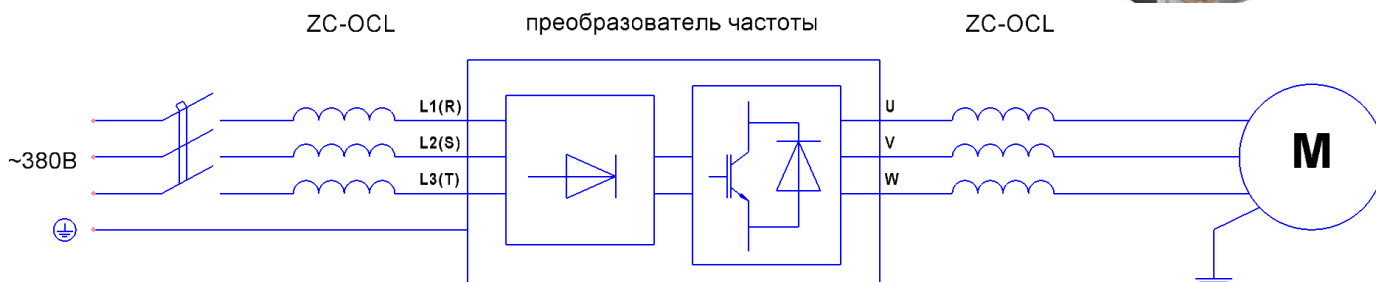 ZC-OCL преобразователь частоты ZC-OCL
L1(R) U
L2(S) V
~380В M
L3(T) W